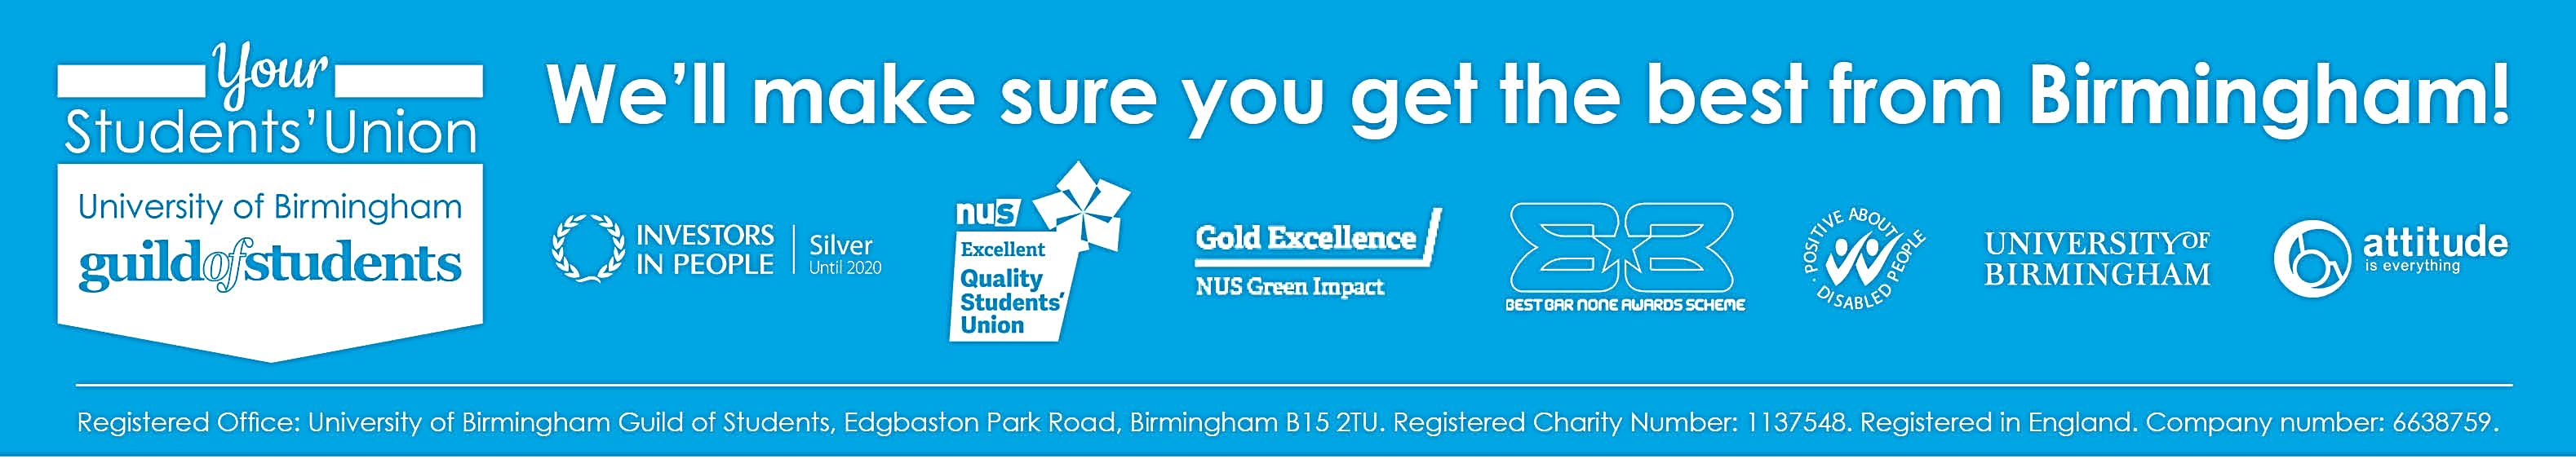 Your
Students' Union
University of Birmingham
guildofstudents
We'll make sure you get the best from Birmingham!
INVESTORS
IN PEOPLE
Silver
Until 2020
nus
Excellent
Quality
Students'
Union
Gold Excellence
NUS Green Impact
BEST BAR NONE AWARDS SCHEME
POSITIVE ABOUT DISABLED PEOPLE
UNIVERSITY OF
BIRMINGHAM
attitude
is everything
Registered Office: University of Birmingham Guild of Students, Edgbaston Park Road, Birmingham B15 2TU. Registered Charity Number: 1137548. Registered in England. Company number: 6638759.